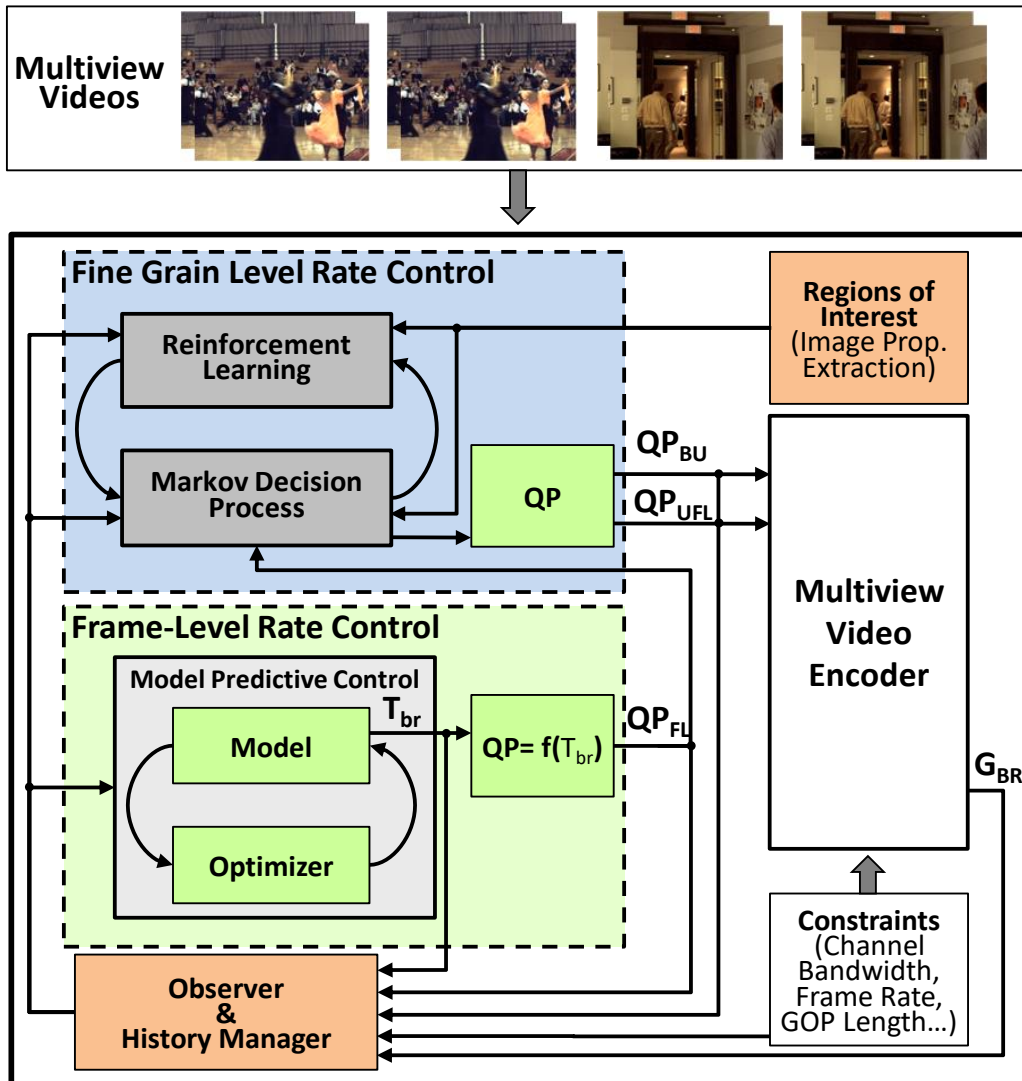 Multiview
Videos
Fine Grain Level Rate Control
Reinforcement
Learning
Markov Decision
Process
QP
QP_BU
QP_UFL
Regions of
Interest
(Image Prop.
Extraction)
Multiview
Video
Encoder
Frame-Level Rate Control
Model Predictive Control
T_br
Model
Optimizer
QP= f(T_br)
QP_FL
G_BR
Constraints
(Channel
Bandwidth,
Frame Rate,
GOP Length...)
Observer
&
History Manager